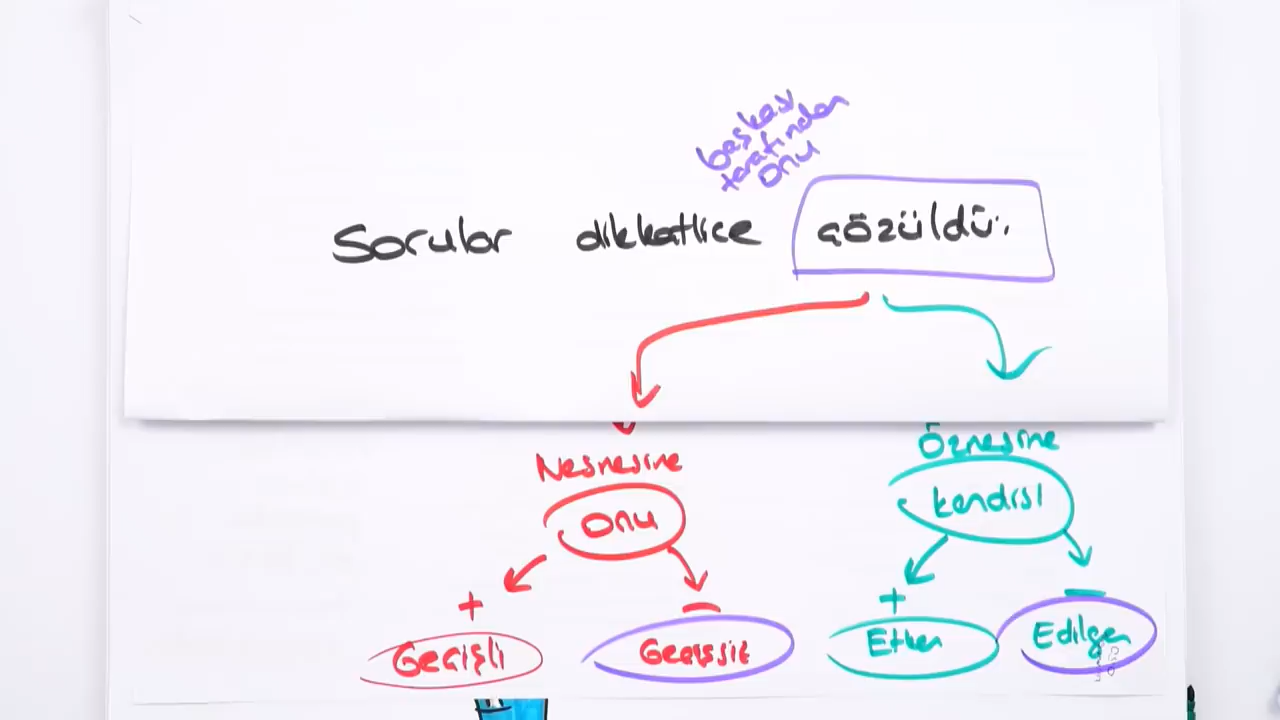 başkası
tarafından
onu
Sorular dikkatlice çözüldü.
Nesnesine
Öznesine
onu
kendisi
+
-
+
-
Geçişli
Geçişsiz
Etken
Edilgen